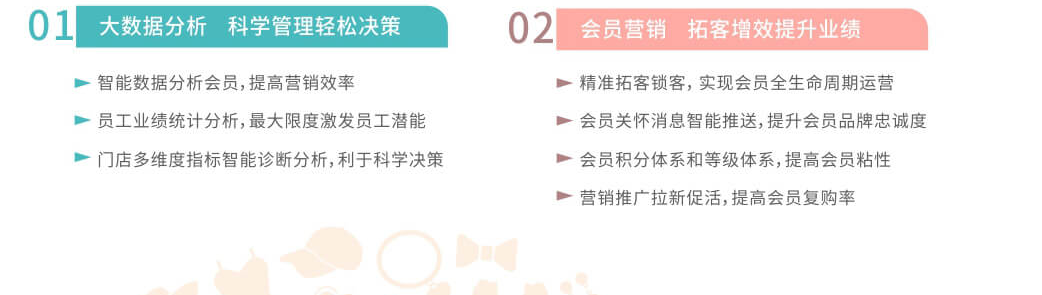 01 大数据分析 科学管理轻松决策
智能数据分析会员，提高营销效率
员工业绩统计分析，最大限度激发员工潜能
门店多维度指标智能诊断分析，利于科学决策
02 会员营销 拓客增效提升业绩
精准拓客锁客，实现会员全生命周期运营
会员关怀消息智能推送，提升会员品牌忠诚度
会员积分体系和等级体系，提高会员粘性
营销推广拉新促活，提高会员复购率